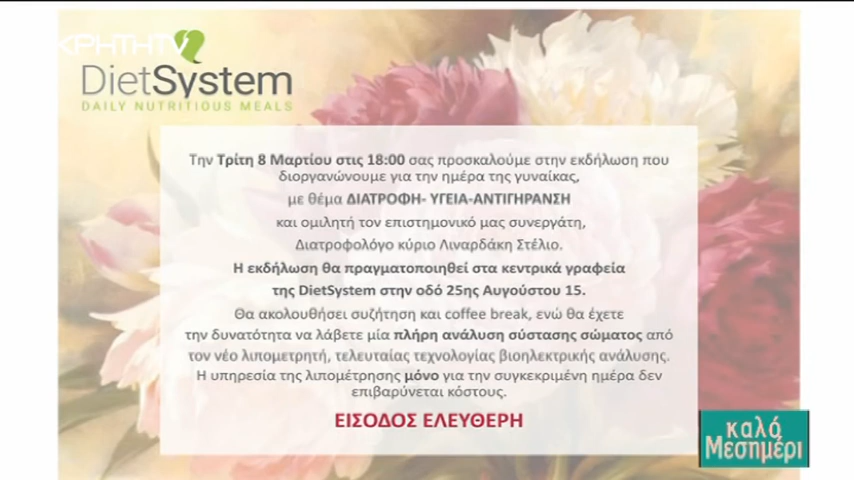 ΚΡΗΤΗTV
DietSystem
DAILY NUTRITIOUS MEALS
Την Τρίτη 8 Μαρτίου στις 18:00 σας προσκαλούμε στην εκδήλωση που
διοργανώνουμε για την ημέρα της γυναίκας,
με θέμα ΔΙΑΤΡΟΦΗ- ΥΓΕΙΑ-ΑΝΤΙΓΗΡΑΝΣΗ
και ομιλητή τον επιστημονικό μας συνεργάτη,
Διατροφολόγο κύριο Λιναρδάκη Στέλιο.
Η εκδήλωση θα πραγματοποιηθεί στα κεντρικά γραφεία
της DietSystem στην οδό 25ης Αυγούστου 15.
Θα ακολουθήσει συζήτηση και coffee break, ενώ θα έχετε
την δυνατότητα να λάβετε μία πλήρη ανάλυση σύστασης σώματος από
τον νέο λιπομετρητή, τελευταίας τεχνολογίας βιοηλεκτρικής ανάλυσης.
Η υπηρεσία της λιπομέτρησης μόνο για την συγκεκριμένη ημέρα δεν
επιβαρύνεται κόστους.
ΕΙΣΟΔΟΣ ΕΛΕΥΘΕΡΗ
καλό
Μεσημέρι